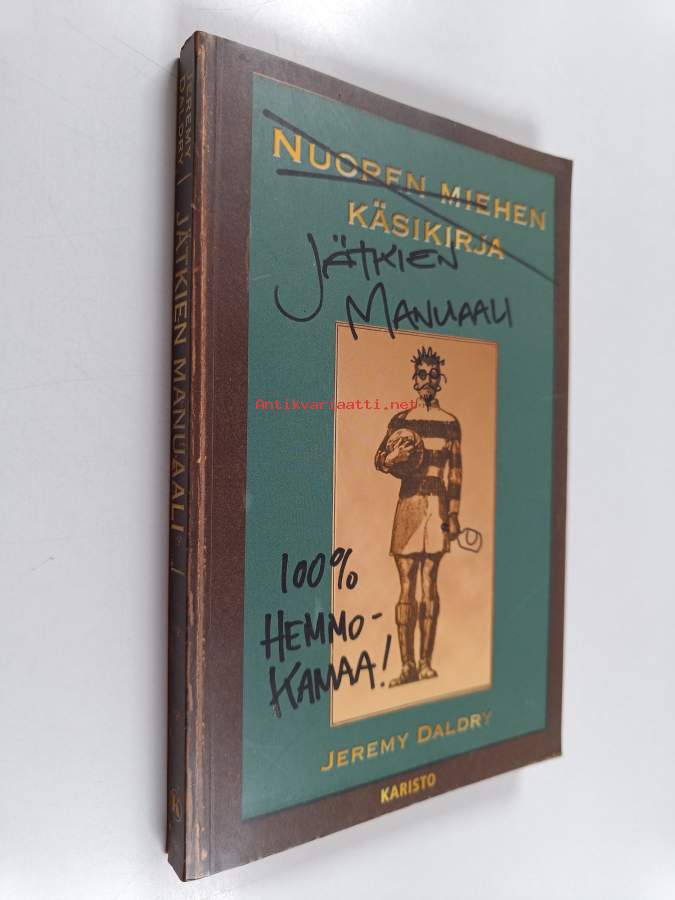 JEREMY
DALDRY
JÄTKIEN MANUAALI
NUOREN MIEHEN
KÄSIKIRJA
JÄTKIEN
MANUAALI
Antikvariaatti.net
100%
HEMMO-
KAMAA!
JEREMY DALDRY
KARISTO
K